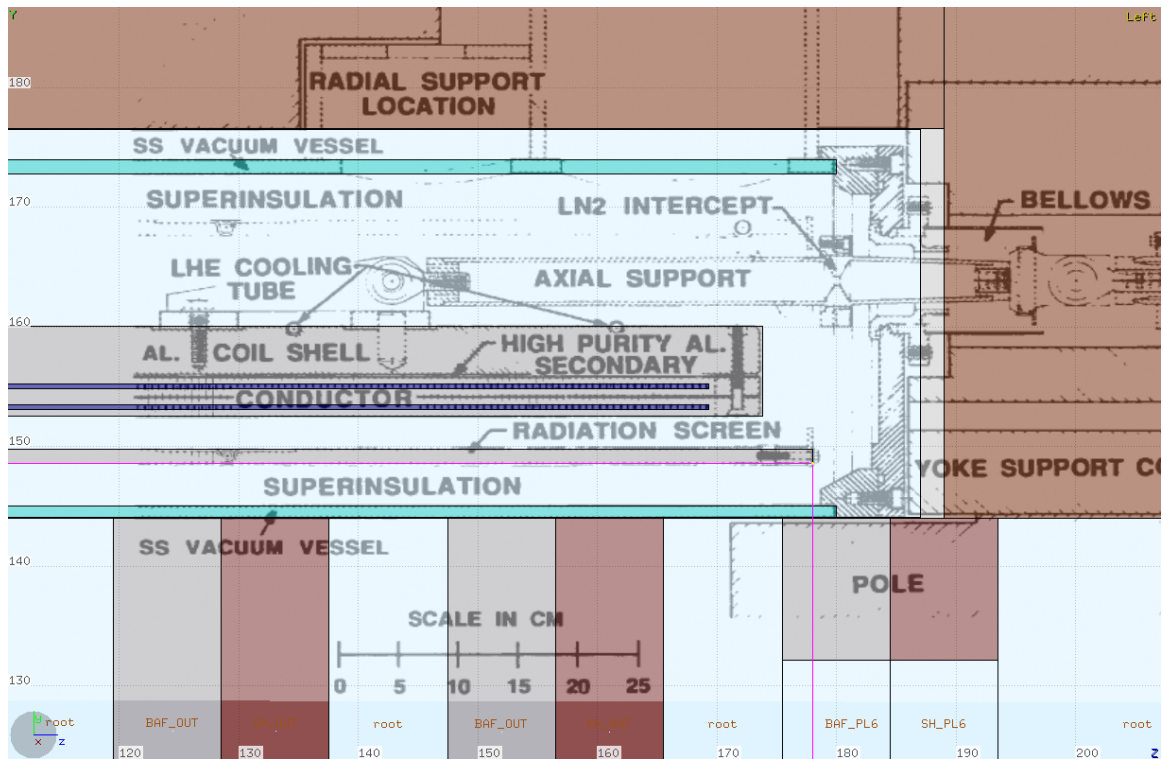 Y
Left
180
RADIAL SUPPORT
LOCATION
SS VACUUM VESSEL
170
SUPERINSULATION
LN2 INTERCEPT
BELLOWS
LHE COOLING
TUBE
AXIAL SUPPORT
160
AL. COIL SHELL
HIGH PURITY AL.
SECONDARY
CONDUCTOR
150
RADIATION SCREEN
YOKE SUPPORT CO
SUPERINSULATION
SS VACUUM VESSEL
140
POLE
SCALE IN CM
0 5 10 15 20 25
130
root BAF_OUT root BAF_OUT root BAF_PL6 SH_PL6 root
y
x z
120 130 140 150 160 170 180 190 200 Z